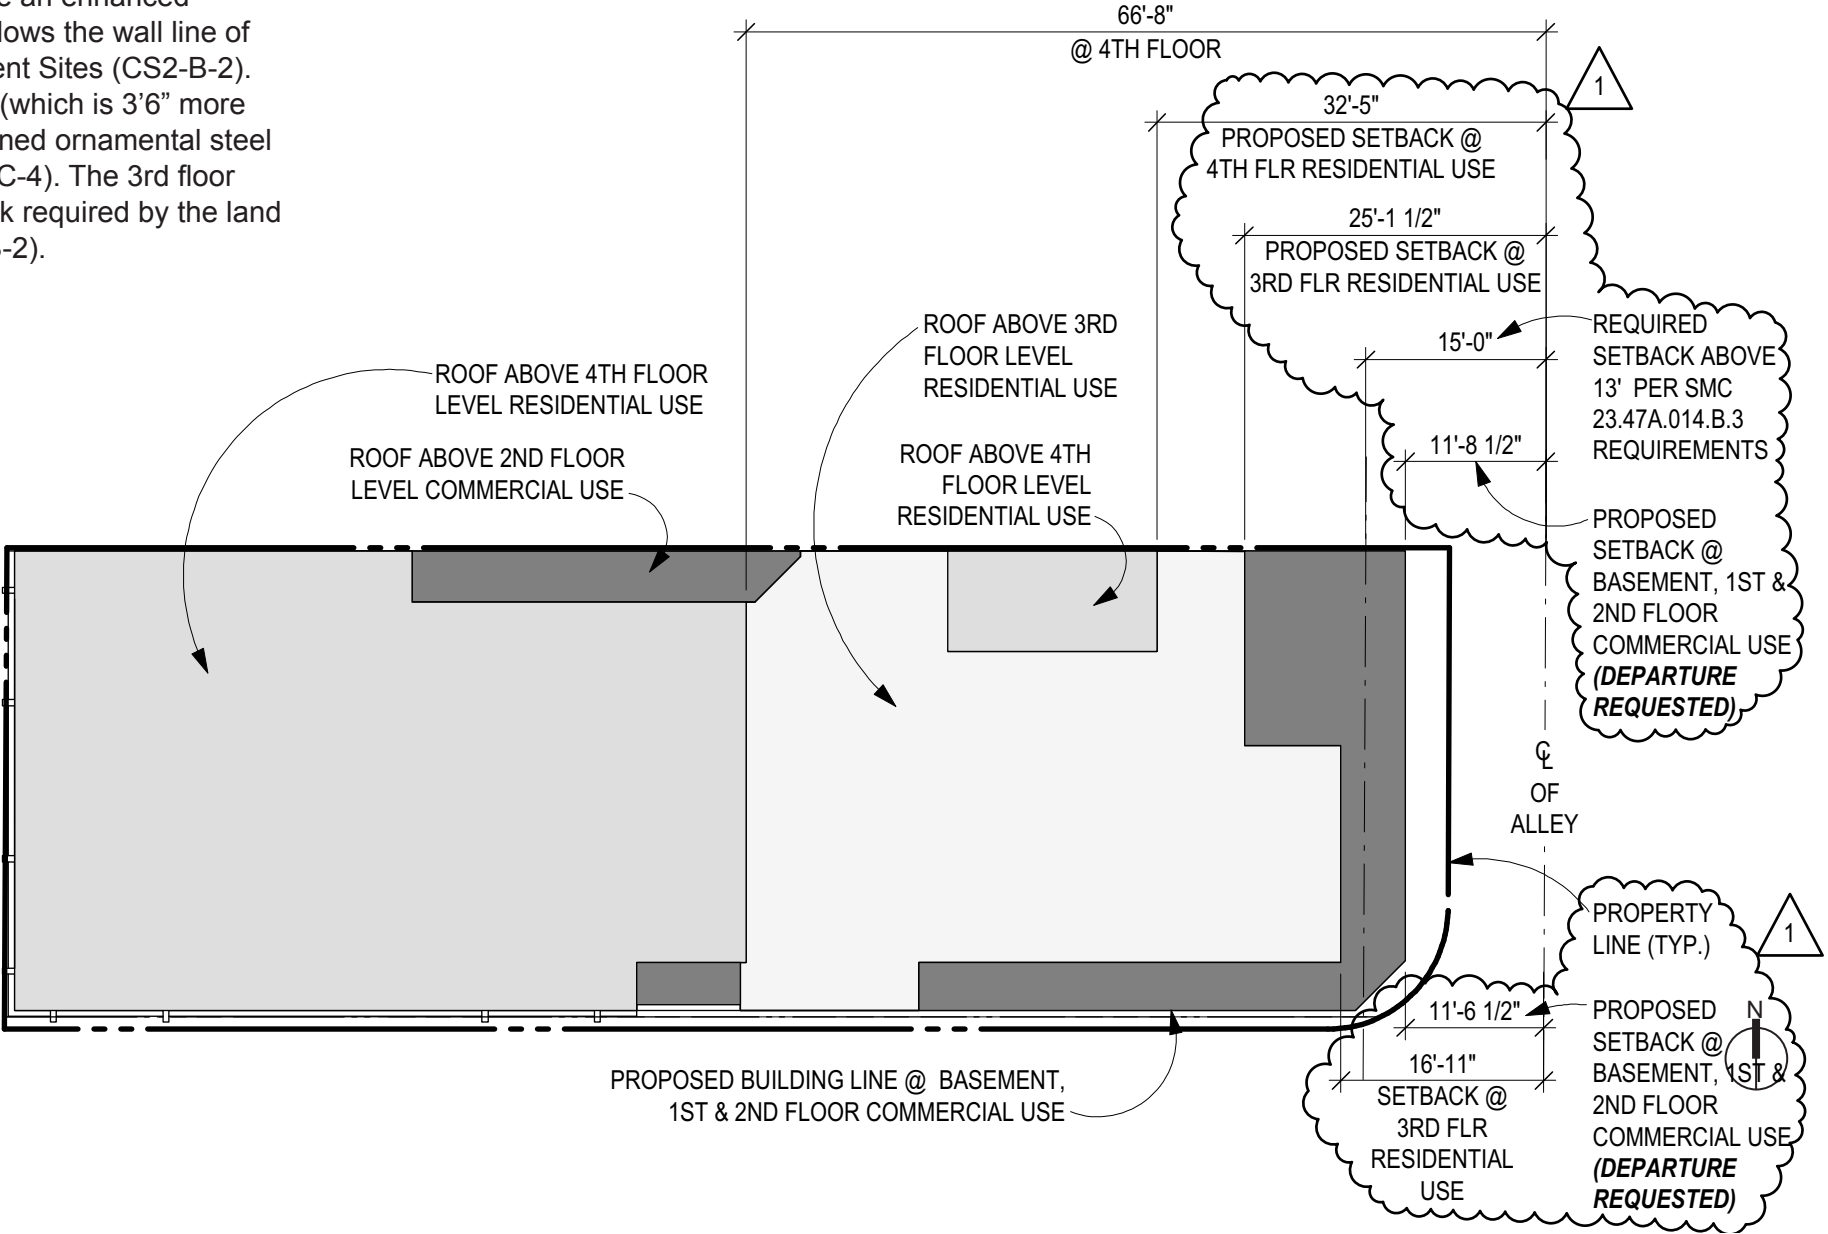 e an enhanced
lows the wall line of
ent Sites (CS2-B-2).
(which is 3'6” more
ned ornamental steel
C-4). The 3rd floor
k required by the land
-2).
66'-8"
@ 4TH FLOOR
1
32'-5"
PROPOSED SETBACK @
4TH FLR RESIDENTIAL USE
25'-1 1/2"
PROPOSED SETBACK @
3RD FLR RESIDENTIAL USE
15'-0"
REQUIRED
SETBACK ABOVE
13' PER SMC
23.47A.014.B.3
REQUIREMENTS
11'-8 1/2"
PROPOSED
SETBACK @
BASEMENT, 1ST &
2ND FLOOR
COMMERCIAL USE
(DEPARTURE
REQUESTED)
ROOF ABOVE 3RD
FLOOR LEVEL
RESIDENTIAL USE
ROOF ABOVE 4TH FLOOR
LEVEL RESIDENTIAL USE
ROOF ABOVE 2ND FLOOR
LEVEL COMMERCIAL USE
ROOF ABOVE 4TH
FLOOR LEVEL
RESIDENTIAL USE
CL
OF
ALLEY
PROPERTY
LINE (TYP.)
1
11'-6 1/2"
PROPOSED
SETBACK @
BASEMENT, 1ST &
2ND FLOOR
COMMERCIAL USE
(DEPARTURE
REQUESTED)
N
16'-11"
SETBACK @
3RD FLR
RESIDENTIAL
USE
PROPOSED BUILDING LINE @ BASEMENT,
1ST & 2ND FLOOR COMMERCIAL USE